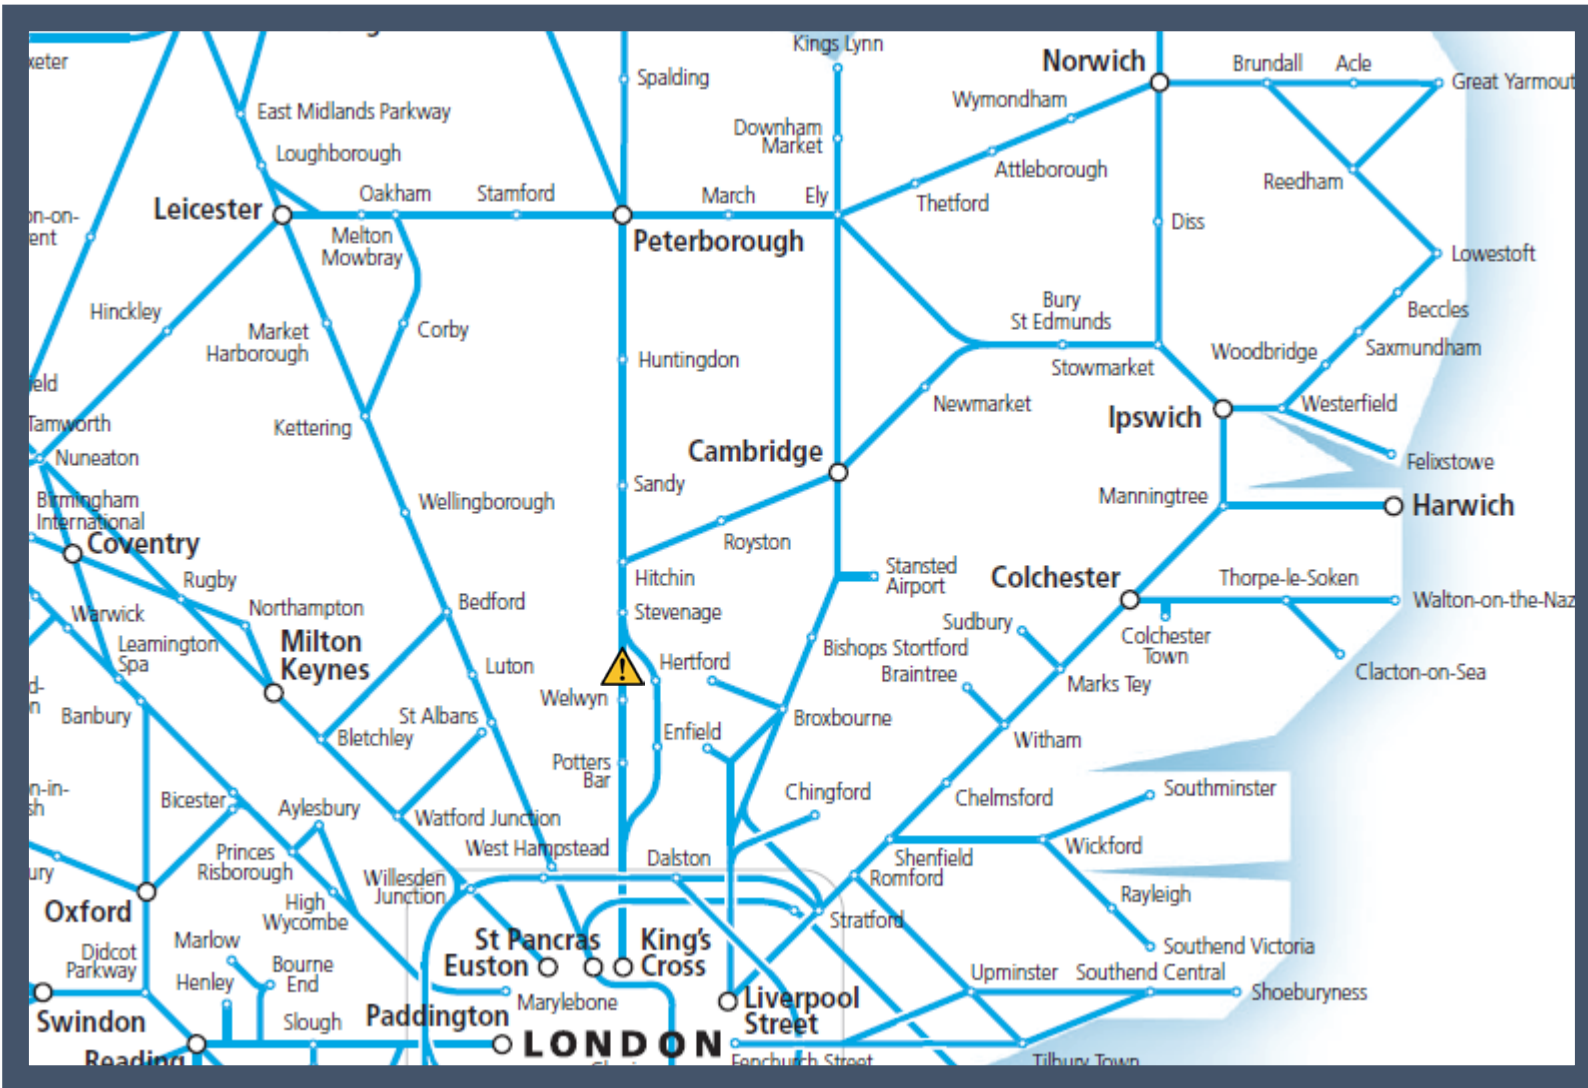 Kings Lynn
Norwich
Brundall
Acle
Great Yarmout
xeter
Spalding
Wymondham
East Midlands Parkway
Downham
Market
Loughborough
Attleborough
Reedham
Oakham
Stamford
March
Ely
Thetford
Leicester
on-on-
ent
Melton
Mowbray
Peterborough
Diss
Lowestoft
Hinckley
Market
Harborough
Corby
Bury
St Edmunds
Beccles
Huntingdon
Stowmarket
Woodbridge
Saxmundham
ield
Newmarket
Ipswich
Westerfield
Tamworth
Kettering
Nuneaton
Cambridge
Felixstowe
Birmingham
International
Wellingborough
Sandy
Manningtree
Harwich
Coventry
Royston
Rugby
Hitchin
Stansted
Airport
Colchester
Thorpe-le-Soken
Walton-on-the-Naz
Warwick
Northampton
Bedford
Stevenage
Sudbury
Colchester
Town
Leamington
Spa
Milton
Keynes
Luton
Hertford
Bishops Stortford
Braintree
Marks Tey
Clacton-on-Sea
d-
n
Banbury
Welwyn
St Albans
Bletchley
Enfield
Broxbourne
Witham
Potters
Bar
n-in-
sh
Bicester
Aylesbury
Watford Junction
Chingford
Chelmsford
Southminster
Princes
Risborough
West Hampstead
Dalston
Shenfield
Wickford
ury
Willesden
Junction
Romford
High
Wycombe
Rayleigh
Oxford
Stratford
Didcot
Parkway
Marlow
St Pancras
King's
Cross
Southend Victoria
Henley
Bourne
End
Euston
Upminster
Southend Central
Shoeburyness
Marylebone
Liverpool
Street
Swindon
Slough
Paddington
LONDON
Reading
Fenchurch Street
Tilbury Town